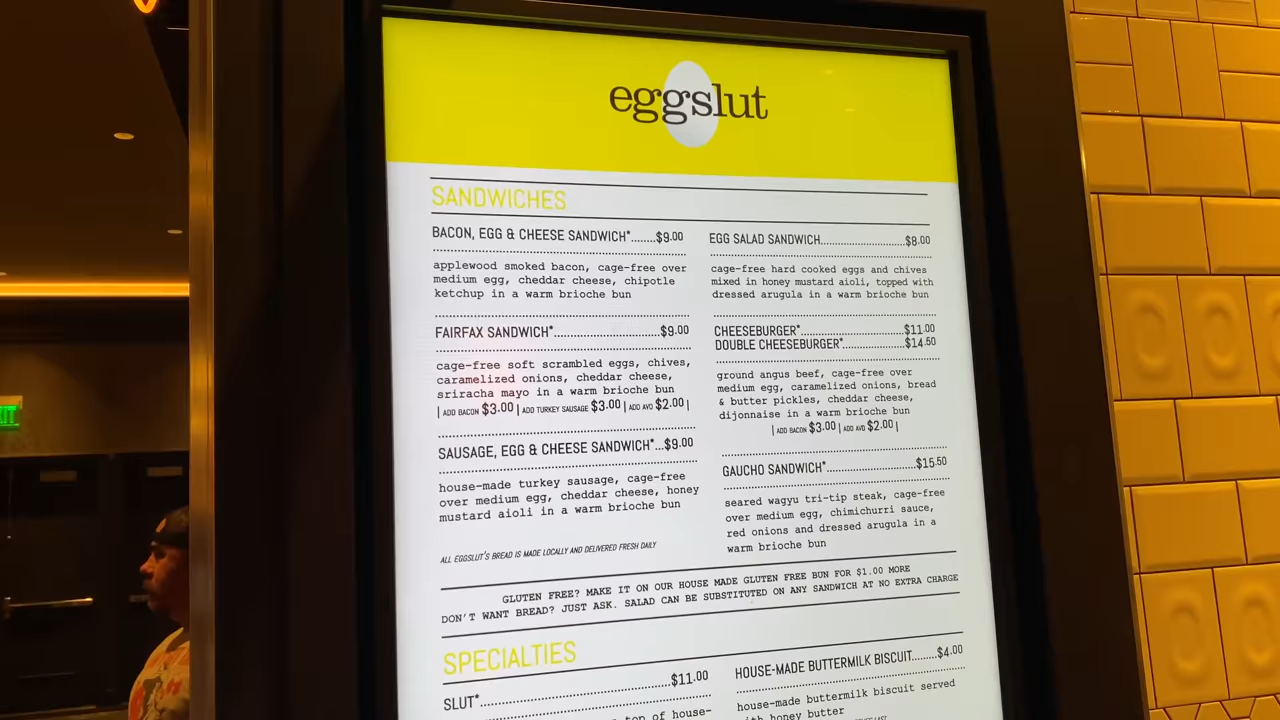 eggslut
SANDWICHES
BACON, EGG & CHEESE SANDWICH*.......$9.00
applewood smoked bacon, cage-free over
medium egg, cheddar cheese, chipotle
ketchup in a warm brioche bun
FAIRFAX SANDWICH*..............................$9.00
cage-free soft scrambled eggs, chives,
caramelized onions, cheddar cheese,
sriracha mayo in a warm brioche bun
| ADD BACON $3.00 | ADD TURKEY SAUSAGE $3.00 | ADD AVO $2.00 |
SAUSAGE, EGG & CHEESE SANDWICH*...$9.00
house-made turkey sausage, cage-free
over medium egg, cheddar cheese, honey
mustard aioli in a warm brioche bun
ALL EGGSLUT'S BREAD IS MADE LOCALLY AND DELIVERED FRESH DAILY
EGG SALAD SANDWICH........................$8.00
cage-free hard cooked eggs and chives
mixed in honey mustard aioli, topped with
dressed arugula in a warm brioche bun
CHEESEBURGER*..............................$11.00
DOUBLE CHEESEBURGER*..................$14.50
ground angus beef, cage-free over
medium egg, caramelized onions, bread
& butter pickles, cheddar cheese,
dijonnaise in a warm brioche bun
| ADD BACON $3.00 | ADD AVO $2.00 |
GAUCHO SANDWICH*.........................$15.50
seared wagyu tri-tip steak, cage-free
over medium egg, chimichurri sauce,
red onions and dressed arugula in a
warm brioche bun
GLUTEN FREE? MAKE IT ON OUR HOUSE MADE GLUTEN FREE BUN FOR $1.00 MORE
DON'T WANT BREAD? JUST ASK. SALAD CAN BE SUBSTITUTED ON ANY SANDWICH AT NO EXTRA CHARGE
SPECIALTIES
SLUT*..........................................$11.00
top of house-
HOUSE-MADE BUTTERMILK BISCUIT.......$4.00
house-made buttermilk biscuit served
with honey butter